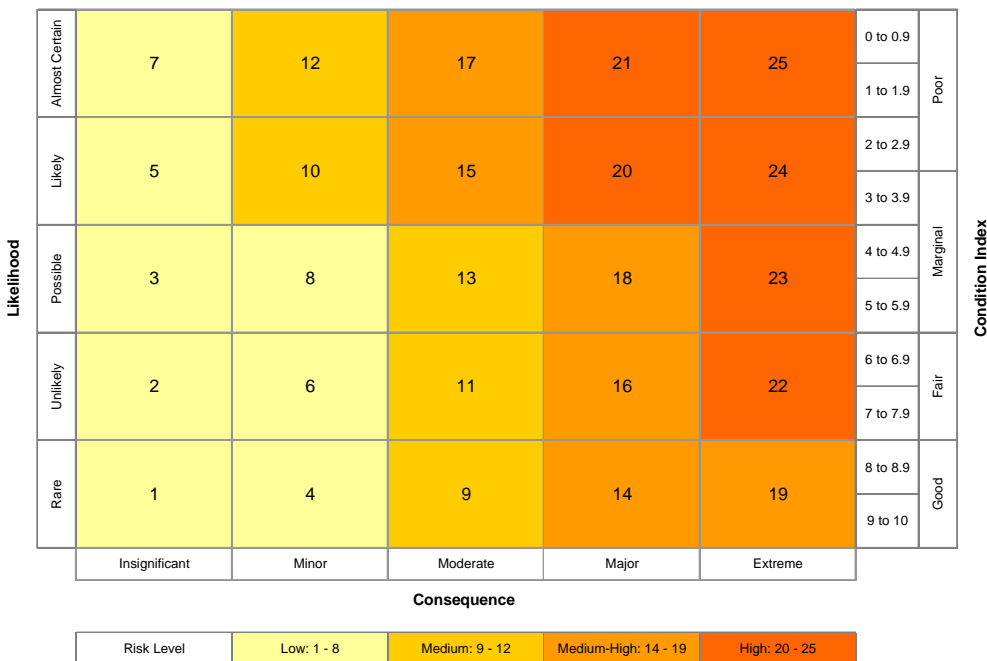 Likelihood
Almost Certain 7 12 17 21 25 0 to 0.9
1 to 1.9
Poor
Likely 5 10 15 20 24 2 to 2.9
3 to 3.9
Possible 3 8 13 18 23 4 to 4.9
5 to 5.9
Marginal
Unlikely 2 6 11 16 22 6 to 6.9
7 to 7.9
Fair
Rare 1 4 9 14 19 8 to 8.9
9 to 10
Good
Condition Index
Insignificant Minor Moderate Major Extreme
Consequence
Risk Level Low: 1 - 8 Medium: 9 - 12 Medium-High: 14 - 19 High: 20 - 25